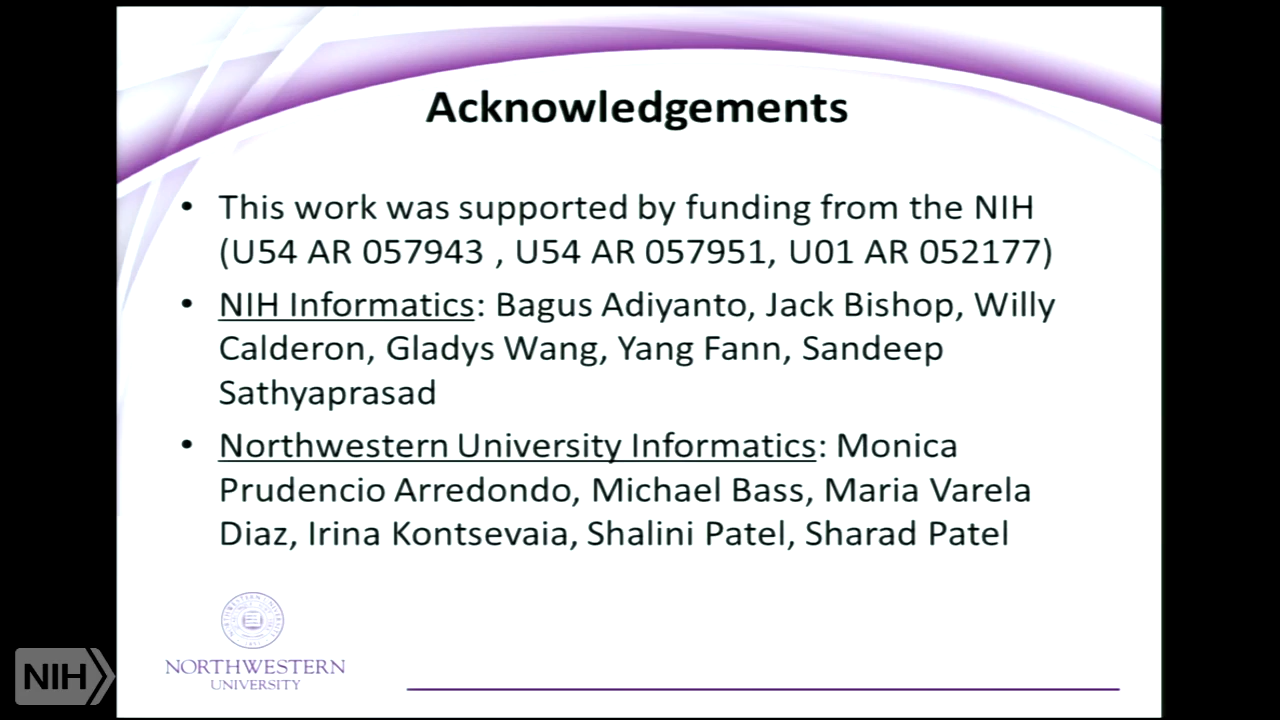 Acknowledgements
• This work was supported by funding from the NIH
(U54 AR 057943 , U54 AR 057951, U01 AR 052177)
• NIH Informatics: Bagus Adiyanto, Jack Bishop, Willy
Calderon, Gladys Wang, Yang Fann, Sandeep
Sathyaprasad
• Northwestern University Informatics: Monica
Prudencio Arredondo, Michael Bass, Maria Varela
Diaz, Irina Kontsevaia, Shalini Patel, Sharad Patel
NIH
NORTHWESTERN
UNIVERSITY